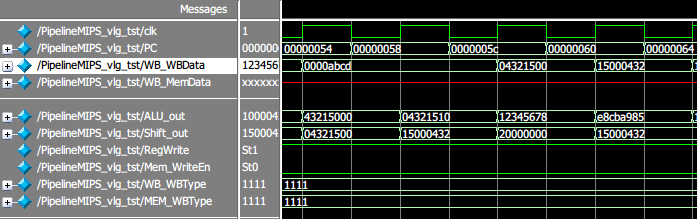 Messages
/PipelineMIPS_vlg_tst/clk 1
/PipelineMIPS_vlg_tst/PC 0000000 00000054 00000058 0000005c 00000060 00000064
/PipelineMIPS_vlg_tst/WB_WBData 123456 0000abcd 04321500 15000432
/PipelineMIPS_vlg_tst/WB_MemData xxxxxx
/PipelineMIPS_vlg_tst/ALU_out 100004 43215000 04321510 12345678 e8cba985
/PipelineMIPS_vlg_tst/Shift_out 150004 04321500 15000432 20000000 15000432
/PipelineMIPS_vlg_tst/RegWrite St1
/PipelineMIPS_vlg_tst/Mem_WriteEn St0
/PipelineMIPS_vlg_tst/WB_WBType 1111 1111
/PipelineMIPS_vlg_tst/MEM_WBType 1111 1111